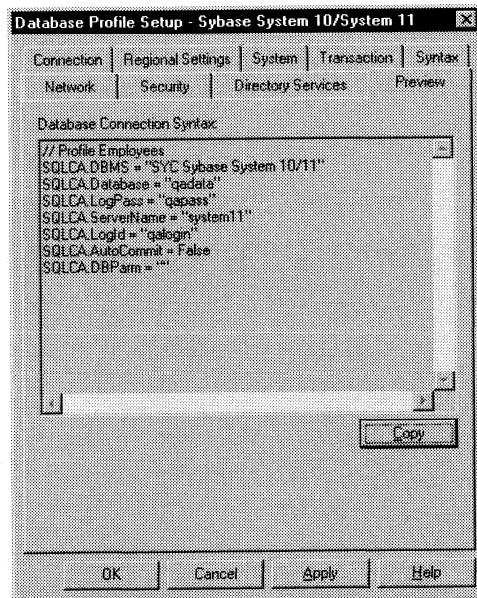 Database Profile Setup - Sybase System 10/System 11
Connection Regional Settings System Transaction Syntax
Network Security Directory Services Preview
Database Connection Syntax:
// Profile Employees
SQLCA.DBMS = "SYC Sybase System 10/11"
SQLCA.Database = "qadata"
SQLCA.LogPass = "qapass"
SQLCA.ServerName = "system11"
SQLCA.LogId = "qalogin"
SQLCA.AutoCommit = False
SQLCA.DBParm = ""
Copy
OK Cancel Apply Help